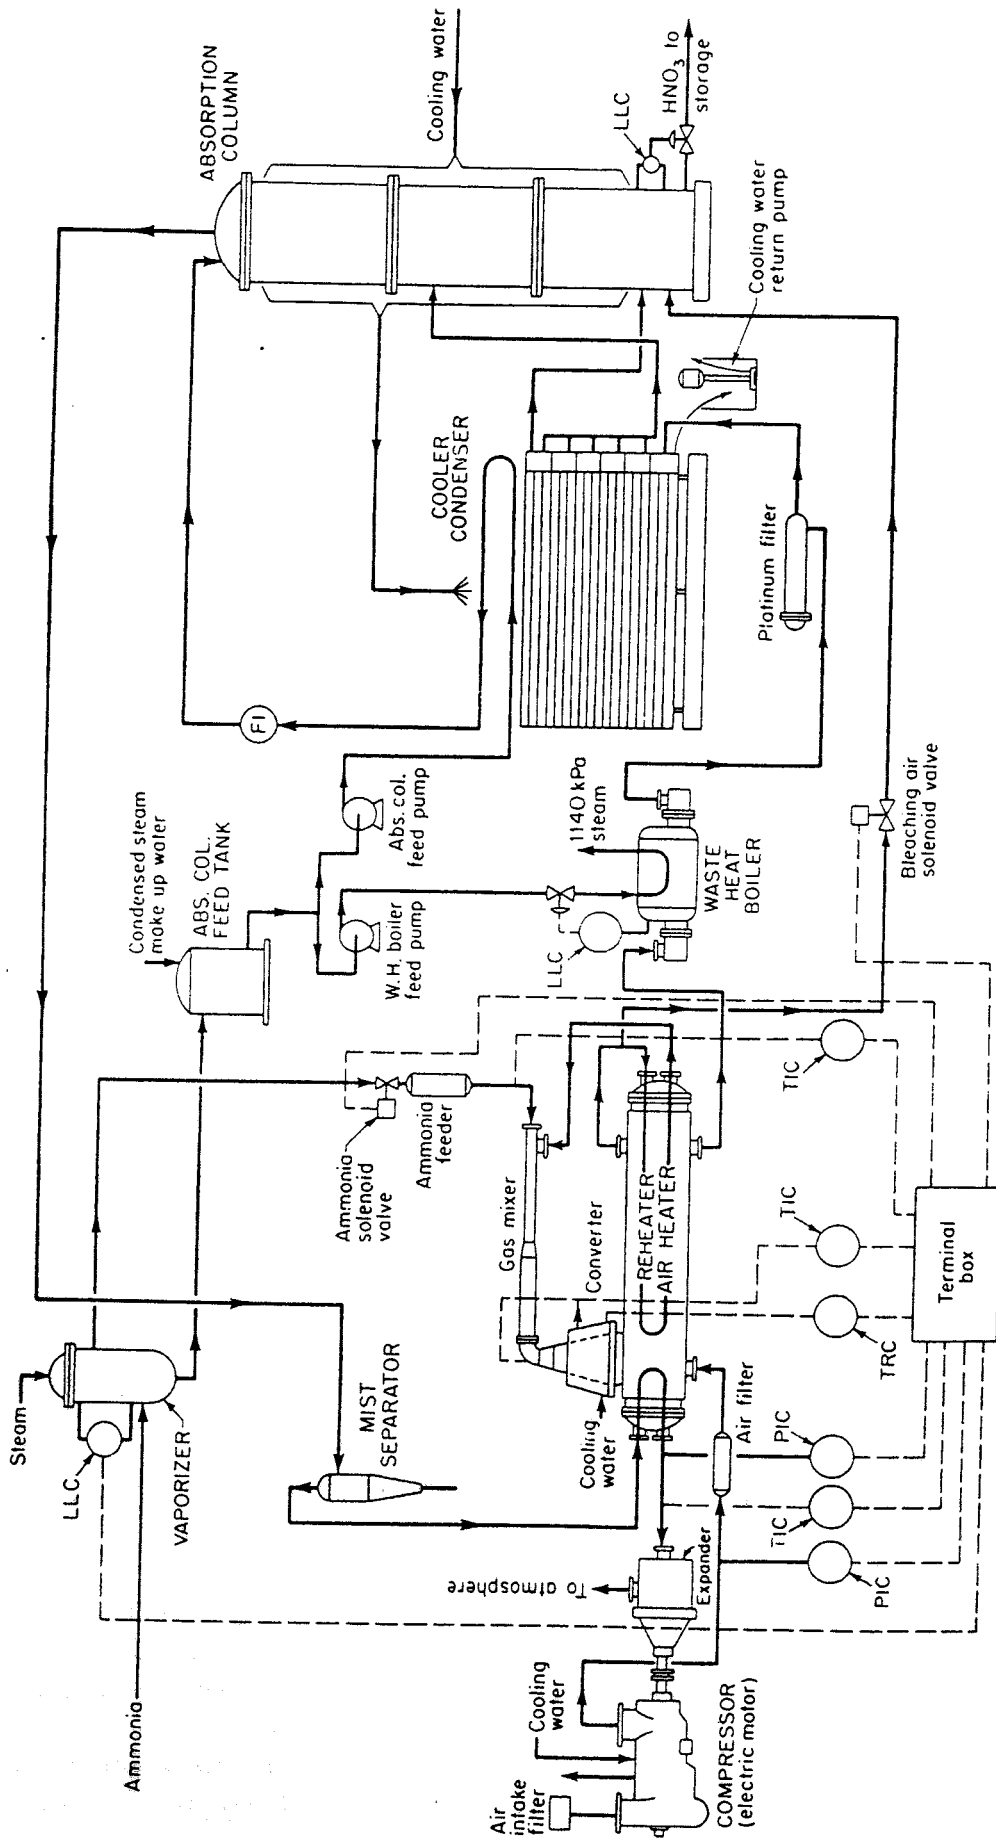 Ammonia
Steam
LLC
VAPORIZER
Condensed steam
make up water
ABS. COL.
FEED TANK
W.H. boiler
feed pump
Abs. col.
feed pump
FI
ABSORPTION
COLUMN
Cooling water
LLC
HNO3 to
storage
Cooling water
return pump
COOLER
CONDENSER
Platinum filter
1140 kPa
steam
WASTE
HEAT
BOILER
LLC
Bleaching air
solenoid valve
Ammonia
solenoid
valve
Ammonia
feeder
Gas mixer
Converter
REHEATER
AIR HEATER
MIST
SEPARATOR
Cooling
water
Air filter
To atmosphere
Expander
Air
intake
filter
Cooling
water
COMPRESSOR
(electric motor)
PIC
TIC
PIC
TRC
TIC
TIC
Terminal
box